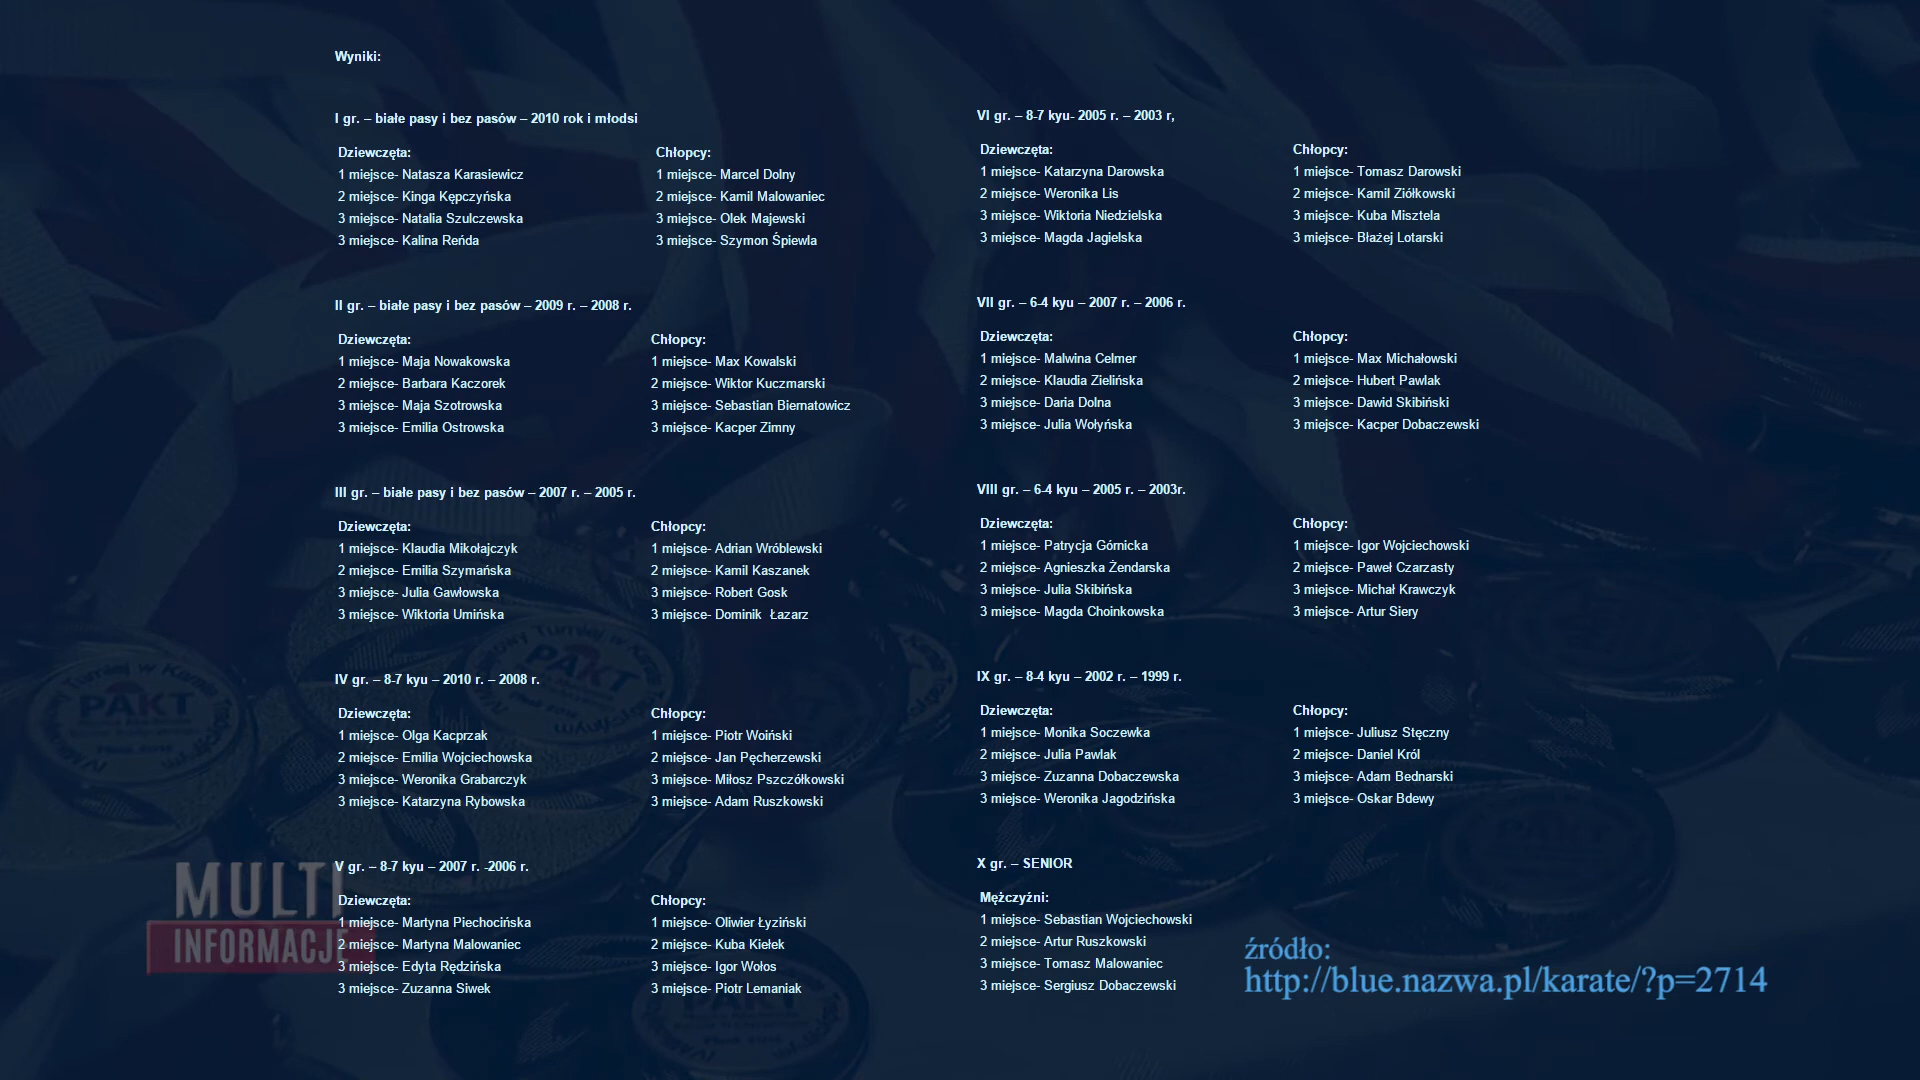 Wyniki:
I gr. – białe pasy i bez pasów – 2010 rok i młodsi
Dziewczęta:
1 miejsce- Natasza Karasiewicz
2 miejsce- Kinga Kępczyńska
3 miejsce- Natalia Szulczewska
3 miejsce- Kalina Reńda
Chłopcy:
1 miejsce- Marcel Dolny
2 miejsce- Kamil Malowaniec
3 miejsce- Olek Majewski
3 miejsce- Szymon Śpiewla
II gr. – białe pasy i bez pasów – 2009 r. – 2008 r.
Dziewczęta:
1 miejsce- Maja Nowakowska
2 miejsce- Barbara Kaczorek
3 miejsce- Maja Szotrowska
3 miejsce- Emilia Ostrowska
Chłopcy:
1 miejsce- Max Kowalski
2 miejsce- Wiktor Kuczmarski
3 miejsce- Sebastian Biernatowicz
3 miejsce- Kacper Zimny
III gr. – białe pasy i bez pasów – 2007 r. – 2005 r.
Dziewczęta:
1 miejsce- Klaudia Mikołajczyk
2 miejsce- Emilia Szymańska
3 miejsce- Julia Gawłowska
3 miejsce- Wiktoria Umińska
Chłopcy:
1 miejsce- Adrian Wróblewski
2 miejsce- Kamil Kaszanek
3 miejsce- Robert Gosk
3 miejsce- Dominik  Łazarz
IV gr. – 8-7 kyu – 2010 r. – 2008 r.
Dziewczęta:
1 miejsce- Olga Kacprzak
2 miejsce- Emilia Wojciechowska
3 miejsce- Weronika Grabarczyk
3 miejsce- Katarzyna Rybowska
Chłopcy:
1 miejsce- Piotr Woiński
2 miejsce- Jan Pęcherzewski
3 miejsce- Miłosz Pszczółkowski
3 miejsce- Adam Ruszkowski
V gr. – 8-7 kyu – 2007 r. -2006 r.
Dziewczęta:
1 miejsce- Martyna Piechocińska
2 miejsce- Martyna Malowaniec
3 miejsce- Edyta Rędzińska
3 miejsce- Zuzanna Siwek
Chłopcy:
1 miejsce- Oliwier Łyziński
2 miejsce- Kuba Kiełek
3 miejsce- Igor Wołos
3 miejsce- Piotr Lemaniak
VI gr. – 8-7 kyu- 2005 r. – 2003 r,
Dziewczęta:
1 miejsce- Katarzyna Darowska
2 miejsce- Weronika Lis
3 miejsce- Wiktoria Niedzielska
3 miejsce- Magda Jagielska
Chłopcy:
1 miejsce- Tomasz Darowski
2 miejsce- Kamil Ziółkowski
3 miejsce- Kuba Misztela
3 miejsce- Błażej Lotarski
VII gr. – 6-4 kyu – 2007 r. – 2006 r.
Dziewczęta:
1 miejsce- Malwina Celmer
2 miejsce- Klaudia Zielińska
3 miejsce- Daria Dolna
3 miejsce- Julia Wołyńska
Chłopcy:
1 miejsce- Max Michałowski
2 miejsce- Hubert Pawlak
3 miejsce- Dawid Skibiński
3 miejsce- Kacper Dobaczewski
VIII gr. – 6-4 kyu – 2005 r. – 2003r.
Dziewczęta:
1 miejsce- Patrycja Górnicka
2 miejsce- Agnieszka Żendarska
3 miejsce- Julia Skibińska
3 miejsce- Magda Choinkowska
Chłopcy:
1 miejsce- Igor Wojciechowski
2 miejsce- Paweł Czarzasty
3 miejsce- Michał Krawczyk
3 miejsce- Artur Siery
IX gr. – 8-4 kyu – 2002 r. – 1999 r.
Dziewczęta:
1 miejsce- Monika Soczewka
2 miejsce- Julia Pawlak
3 miejsce- Zuzanna Dobaczewska
3 miejsce- Weronika Jagodzińska
Chłopcy:
1 miejsce- Juliusz Stęczny
2 miejsce- Daniel Król
3 miejsce- Adam Bednarski
3 miejsce- Oskar Bdewy
X gr. – SENIOR
Mężczyźni:
1 miejsce- Sebastian Wojciechowski
2 miejsce- Artur Ruszkowski
3 miejsce- Tomasz Malowaniec
3 miejsce- Sergiusz Dobaczewski
źródło:
http://blue.nazwa.pl/karate/?p=2714
MULTI
INFORMACJE
PAKT
PAKT